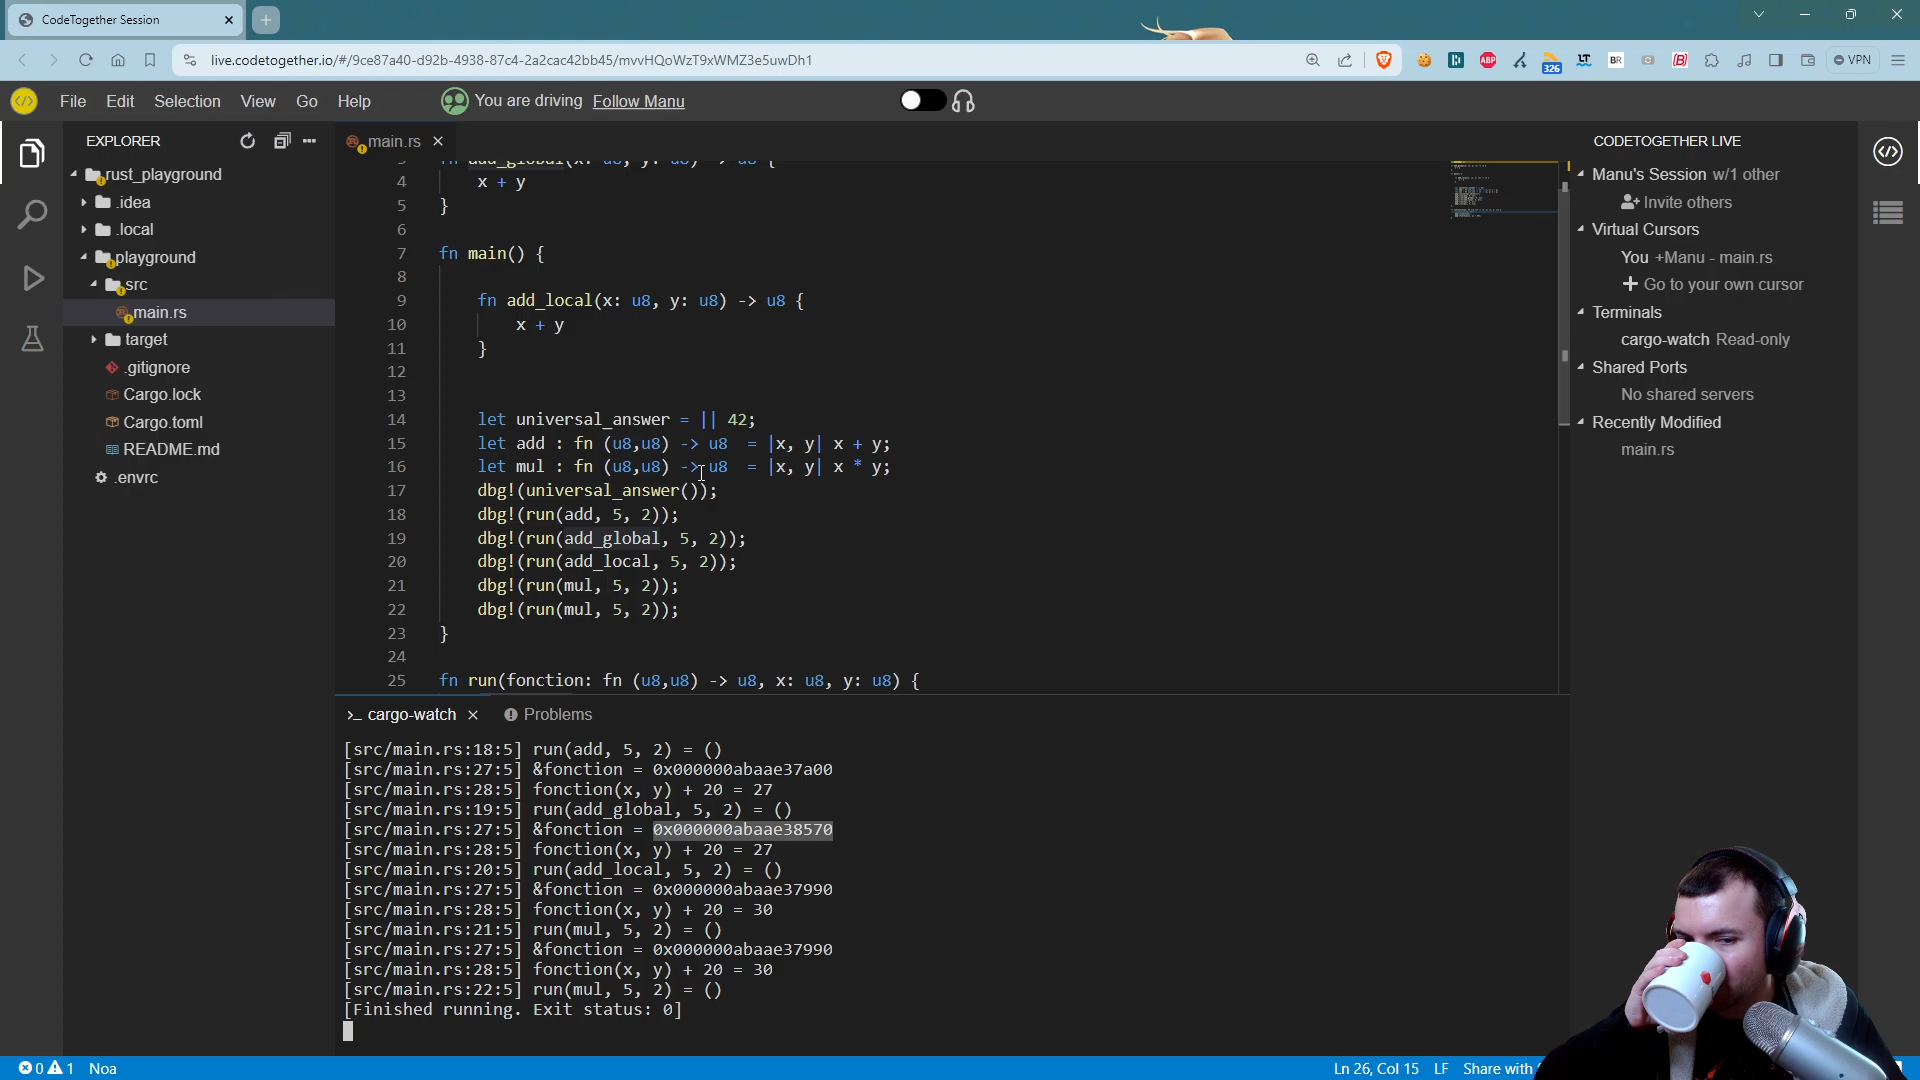 CodeTogether Session
live.codetogether.io/#/9ce87a40-d92b-4938-87c4-2a2cac42bb45/mvvHQoWzT9xWMZ3e5uwDh1
ABP
326
LT
BR
VPN
File Edit Selection View Go Help
You are driving Follow Manu
EXPLORER
rust_playground
.idea
.local
playground
src
main.rs
target
.gitignore
Cargo.lock
Cargo.toml
README.md
.envrc
main.rs
3 fn add_global(x: u8, y: u8) -> u8 {
4 x + y
5 }
6
7 fn main() {
8
9 fn add_local(x: u8, y: u8) -> u8 {
10 x + y
11 }
12
13
14 let universal_answer = || 42;
15 let add : fn (u8,u8) -> u8 = |x, y| x + y;
16 let mul : fn (u8,u8) -> u8 = |x, y| x * y;
17 dbg!(universal_answer());
18 dbg!(run(add, 5, 2));
19 dbg!(run(add_global, 5, 2));
20 dbg!(run(add_local, 5, 2));
21 dbg!(run(mul, 5, 2));
22 dbg!(run(mul, 5, 2));
23 }
24
25 fn run(fonction: fn (u8,u8) -> u8, x: u8, y: u8) {
cargo-watch Problems
[src/main.rs:18:5] run(add, 5, 2) = ()
[src/main.rs:27:5] &fonction = 0x000000abaae37a00
[src/main.rs:28:5] fonction(x, y) + 20 = 27
[src/main.rs:19:5] run(add_global, 5, 2) = ()
[src/main.rs:27:5] &fonction = 0x000000abaae38570
[src/main.rs:28:5] fonction(x, y) + 20 = 27
[src/main.rs:20:5] run(add_local, 5, 2) = ()
[src/main.rs:27:5] &fonction = 0x000000abaae37990
[src/main.rs:28:5] fonction(x, y) + 20 = 30
[src/main.rs:21:5] run(mul, 5, 2) = ()
[src/main.rs:27:5] &fonction = 0x000000abaae37990
[src/main.rs:28:5] fonction(x, y) + 20 = 30
[src/main.rs:22:5] run(mul, 5, 2) = ()
[Finished running. Exit status: 0]
CODETOGETHER LIVE
Manu's Session w/1 other
Invite others
Virtual Cursors
You +Manu - main.rs
Go to your own cursor
Terminals
cargo-watch Read-only
Shared Ports
No shared servers
Recently Modified
main.rs
0 1 Noa
Ln 26, Col 15 LF Share with